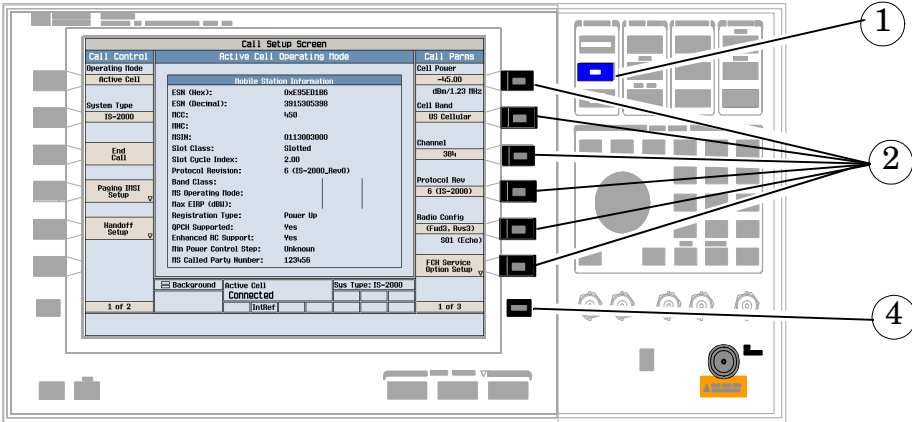 Call Setup Screen
Call Control
Active Cell Operating Mode
Call Parms
Operating Mode
Active Cell
System Type
IS-2000
End
Call
Paging IMSI
Setup
Handoff
Setup
1 of 2
Mobile Station Information
ESN (Hex): 0xE95ED1B6
ESN (Decimal): 3915305398
MCC: 450
MNC:
MSIN: 0113003000
Slot Class: Slotted
Slot Cycle Index: 2.00
Protocol Revision: 6 (IS-2000_Rev0)
Band Class:
MS Operating Mode:
Max EIRP (dBW):
Registration Type: Power Up
QPCH Supported: Yes
Enhanced RC Support: Yes
Min Power Control Step: Unknown
MS Called Party Number: 123456
Background
Active Cell
Sys Type: IS-2000
Connected
IntRef
Cell Power
-45.00
dBm/1.23 MHz
Cell Band
US Cellular
Channel
384
Protocol Rev
6 (IS-2000)
Radio Config
(Fwd3, Rvs3)
SO1 (Echo)
FCH Service
Option Setup
1 of 3
1
2
4